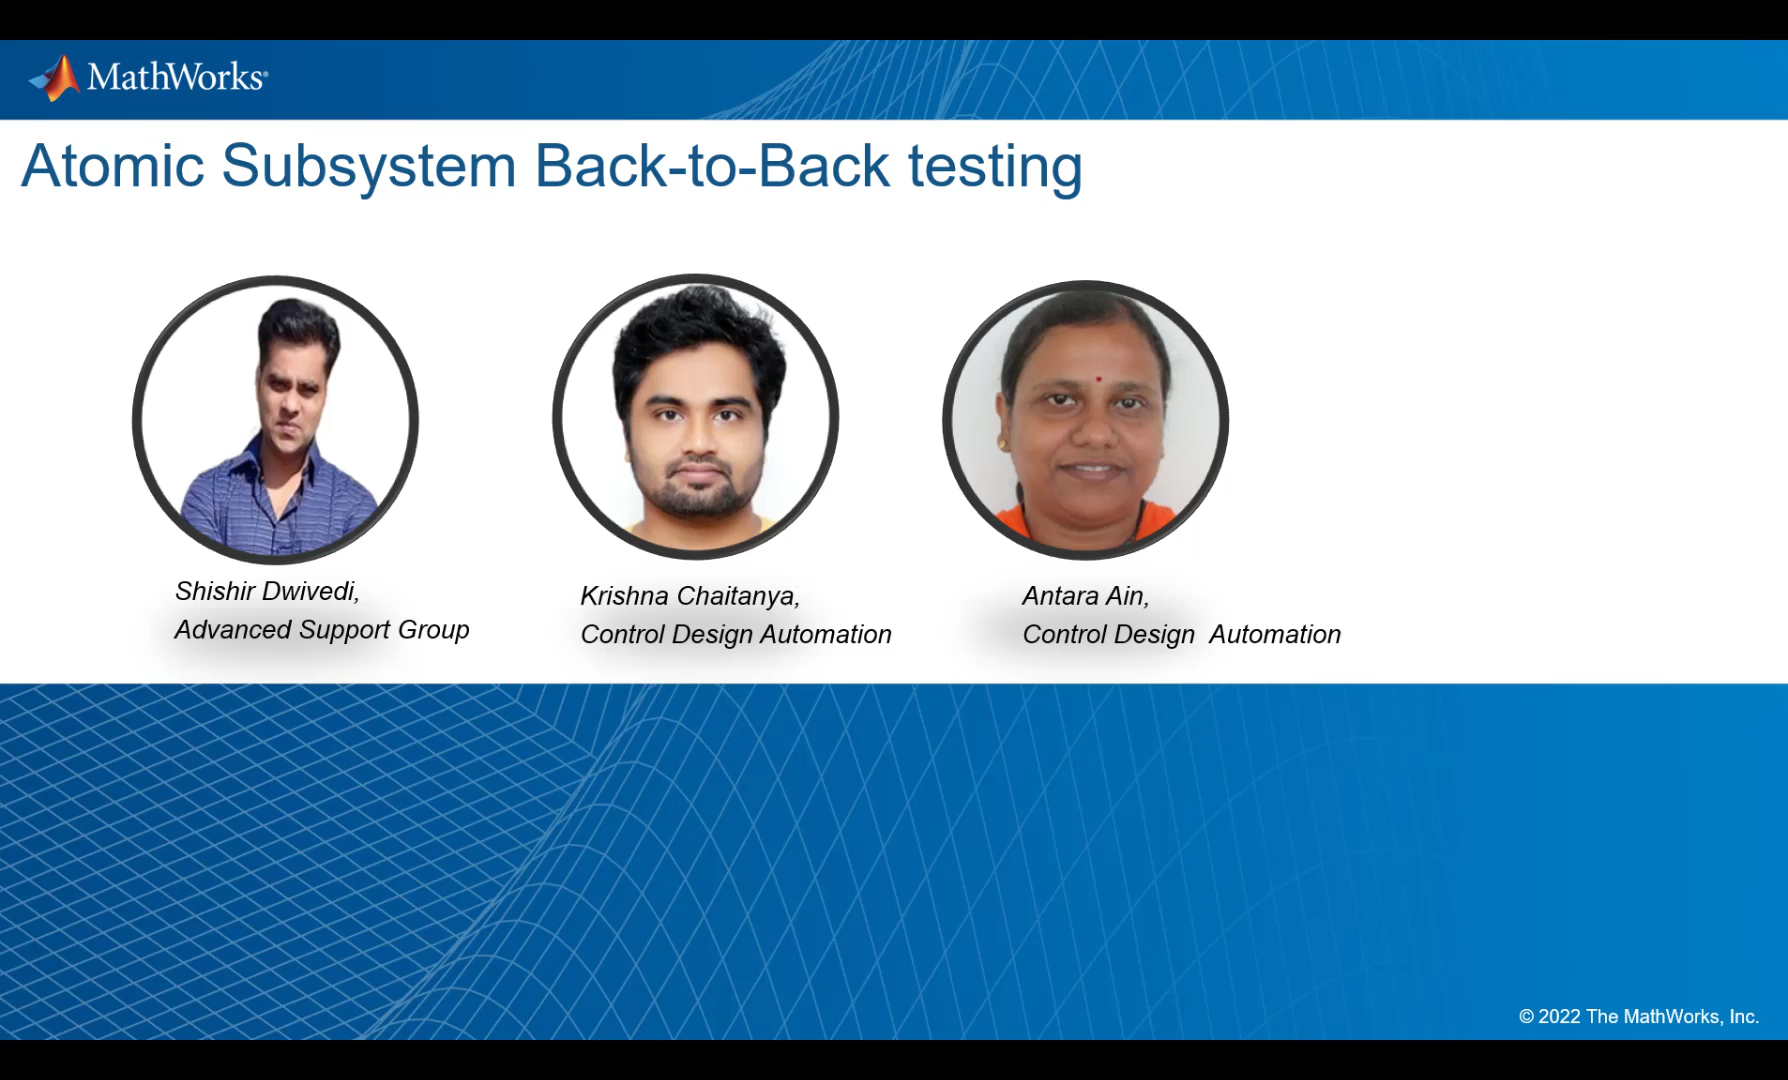 MathWorks®
Atomic Subsystem Back-to-Back testing
Shishir Dwivedi,
Advanced Support Group
Krishna Chaitanya,
Control Design Automation
Antara Ain,
Control Design  Automation
© 2022 The MathWorks, Inc.